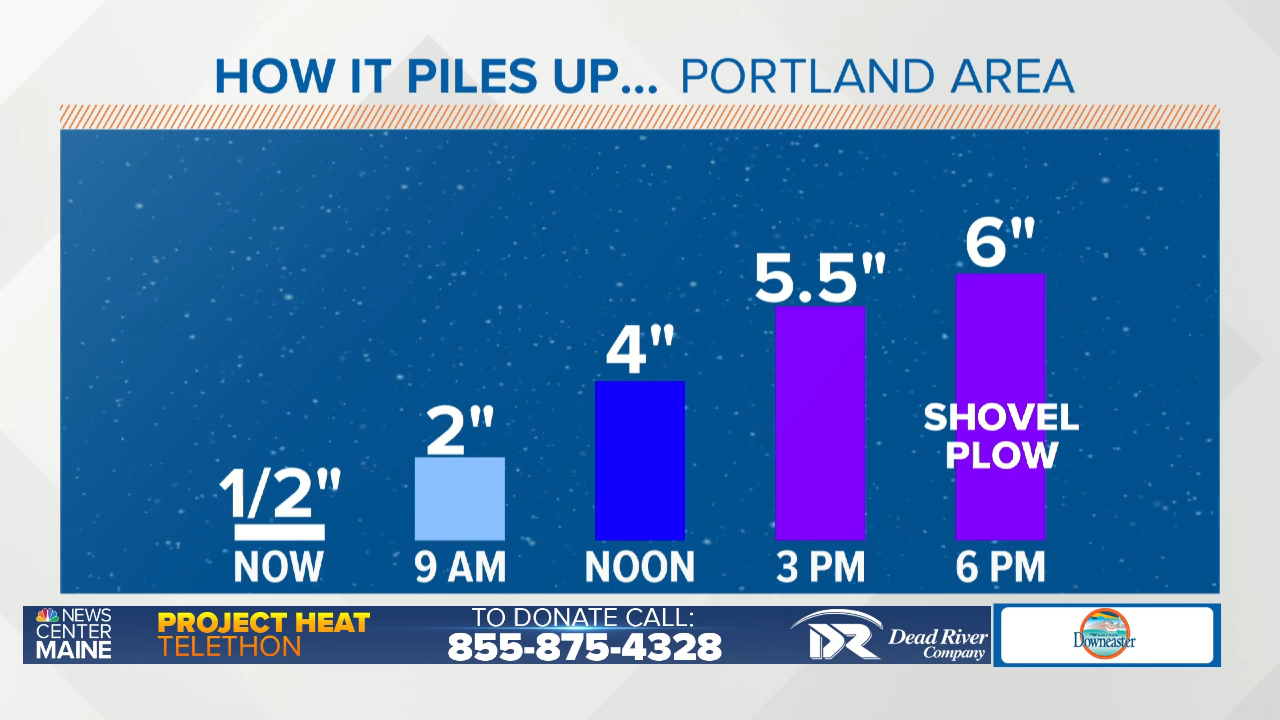 HOW IT PILES UP... PORTLAND AREA
1/2"
2"
4"
5.5"
6"
SHOVEL
PLOW
NOW
9 AM
NOON
3 PM
6 PM
NEWS
CENTER
MAINE
PROJECT HEAT
TELETHON
TO DONATE CALL:
855-875-4328
DR
Dead River
Company
Downeaster